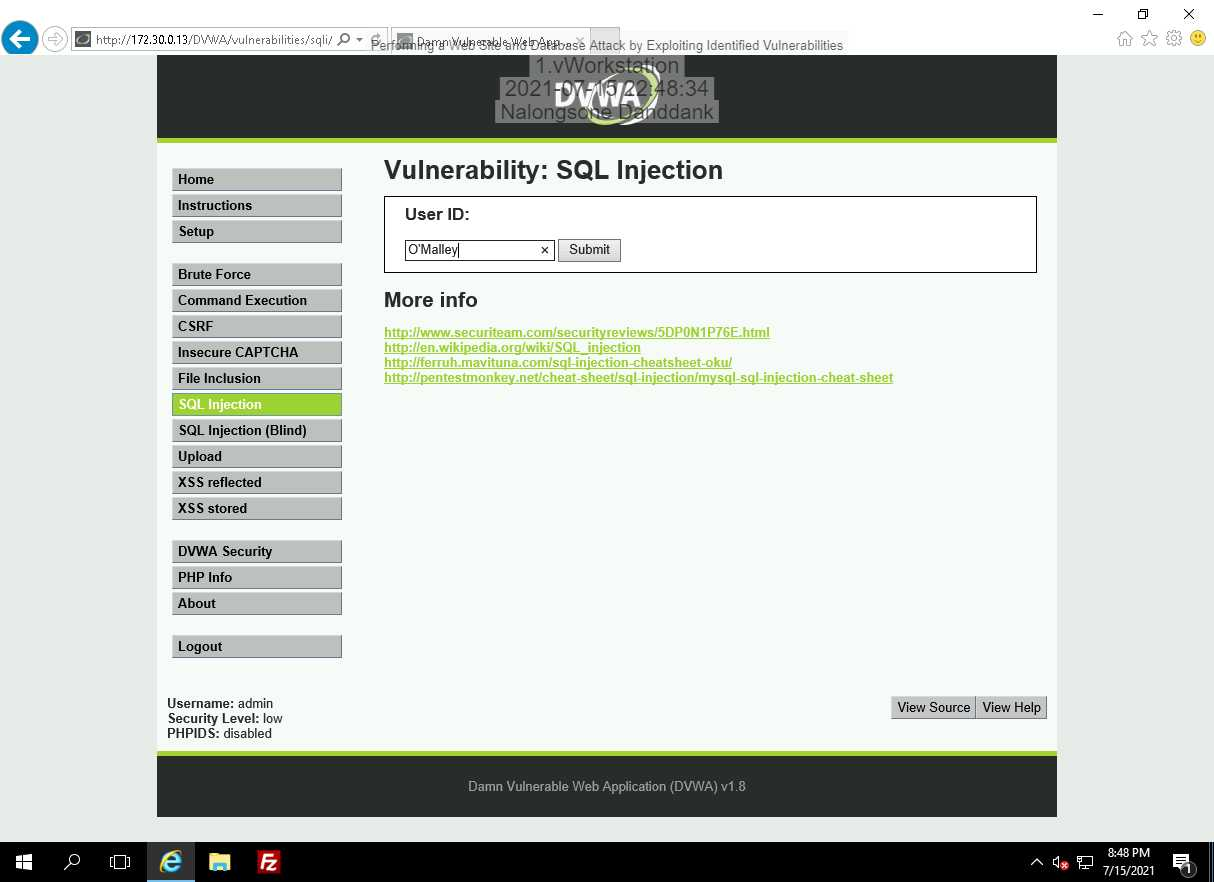 http://172.30.0.13/DVWA/vulnerabilities/sqli/
Damn Vulnerable Web App...
Performing a Web Site and Database Attack by Exploiting Identified Vulnerabilities
1.vWorkstation
2021-07-15 22:48:34
Nalongsone Danddank
DVWA
Home
Instructions
Setup
Brute Force
Command Execution
CSRF
Insecure CAPTCHA
File Inclusion
SQL Injection
SQL Injection (Blind)
Upload
XSS reflected
XSS stored
DVWA Security
PHP Info
About
Logout
Vulnerability: SQL Injection
User ID:
O'Malley × Submit
More info
http://www.securiteam.com/securityreviews/5DP0N1P76E.html
http://en.wikipedia.org/wiki/SQL_injection
http://ferruh.mavituna.com/sql-injection-cheatsheet-oku/
http://pentestmonkey.net/cheat-sheet/sql-injection/mysql-sql-injection-cheat-sheet
Username: admin
Security Level: low
PHPIDS: disabled
View Source View Help
Damn Vulnerable Web Application (DVWA) v1.8
8:48 PM
7/15/2021
1